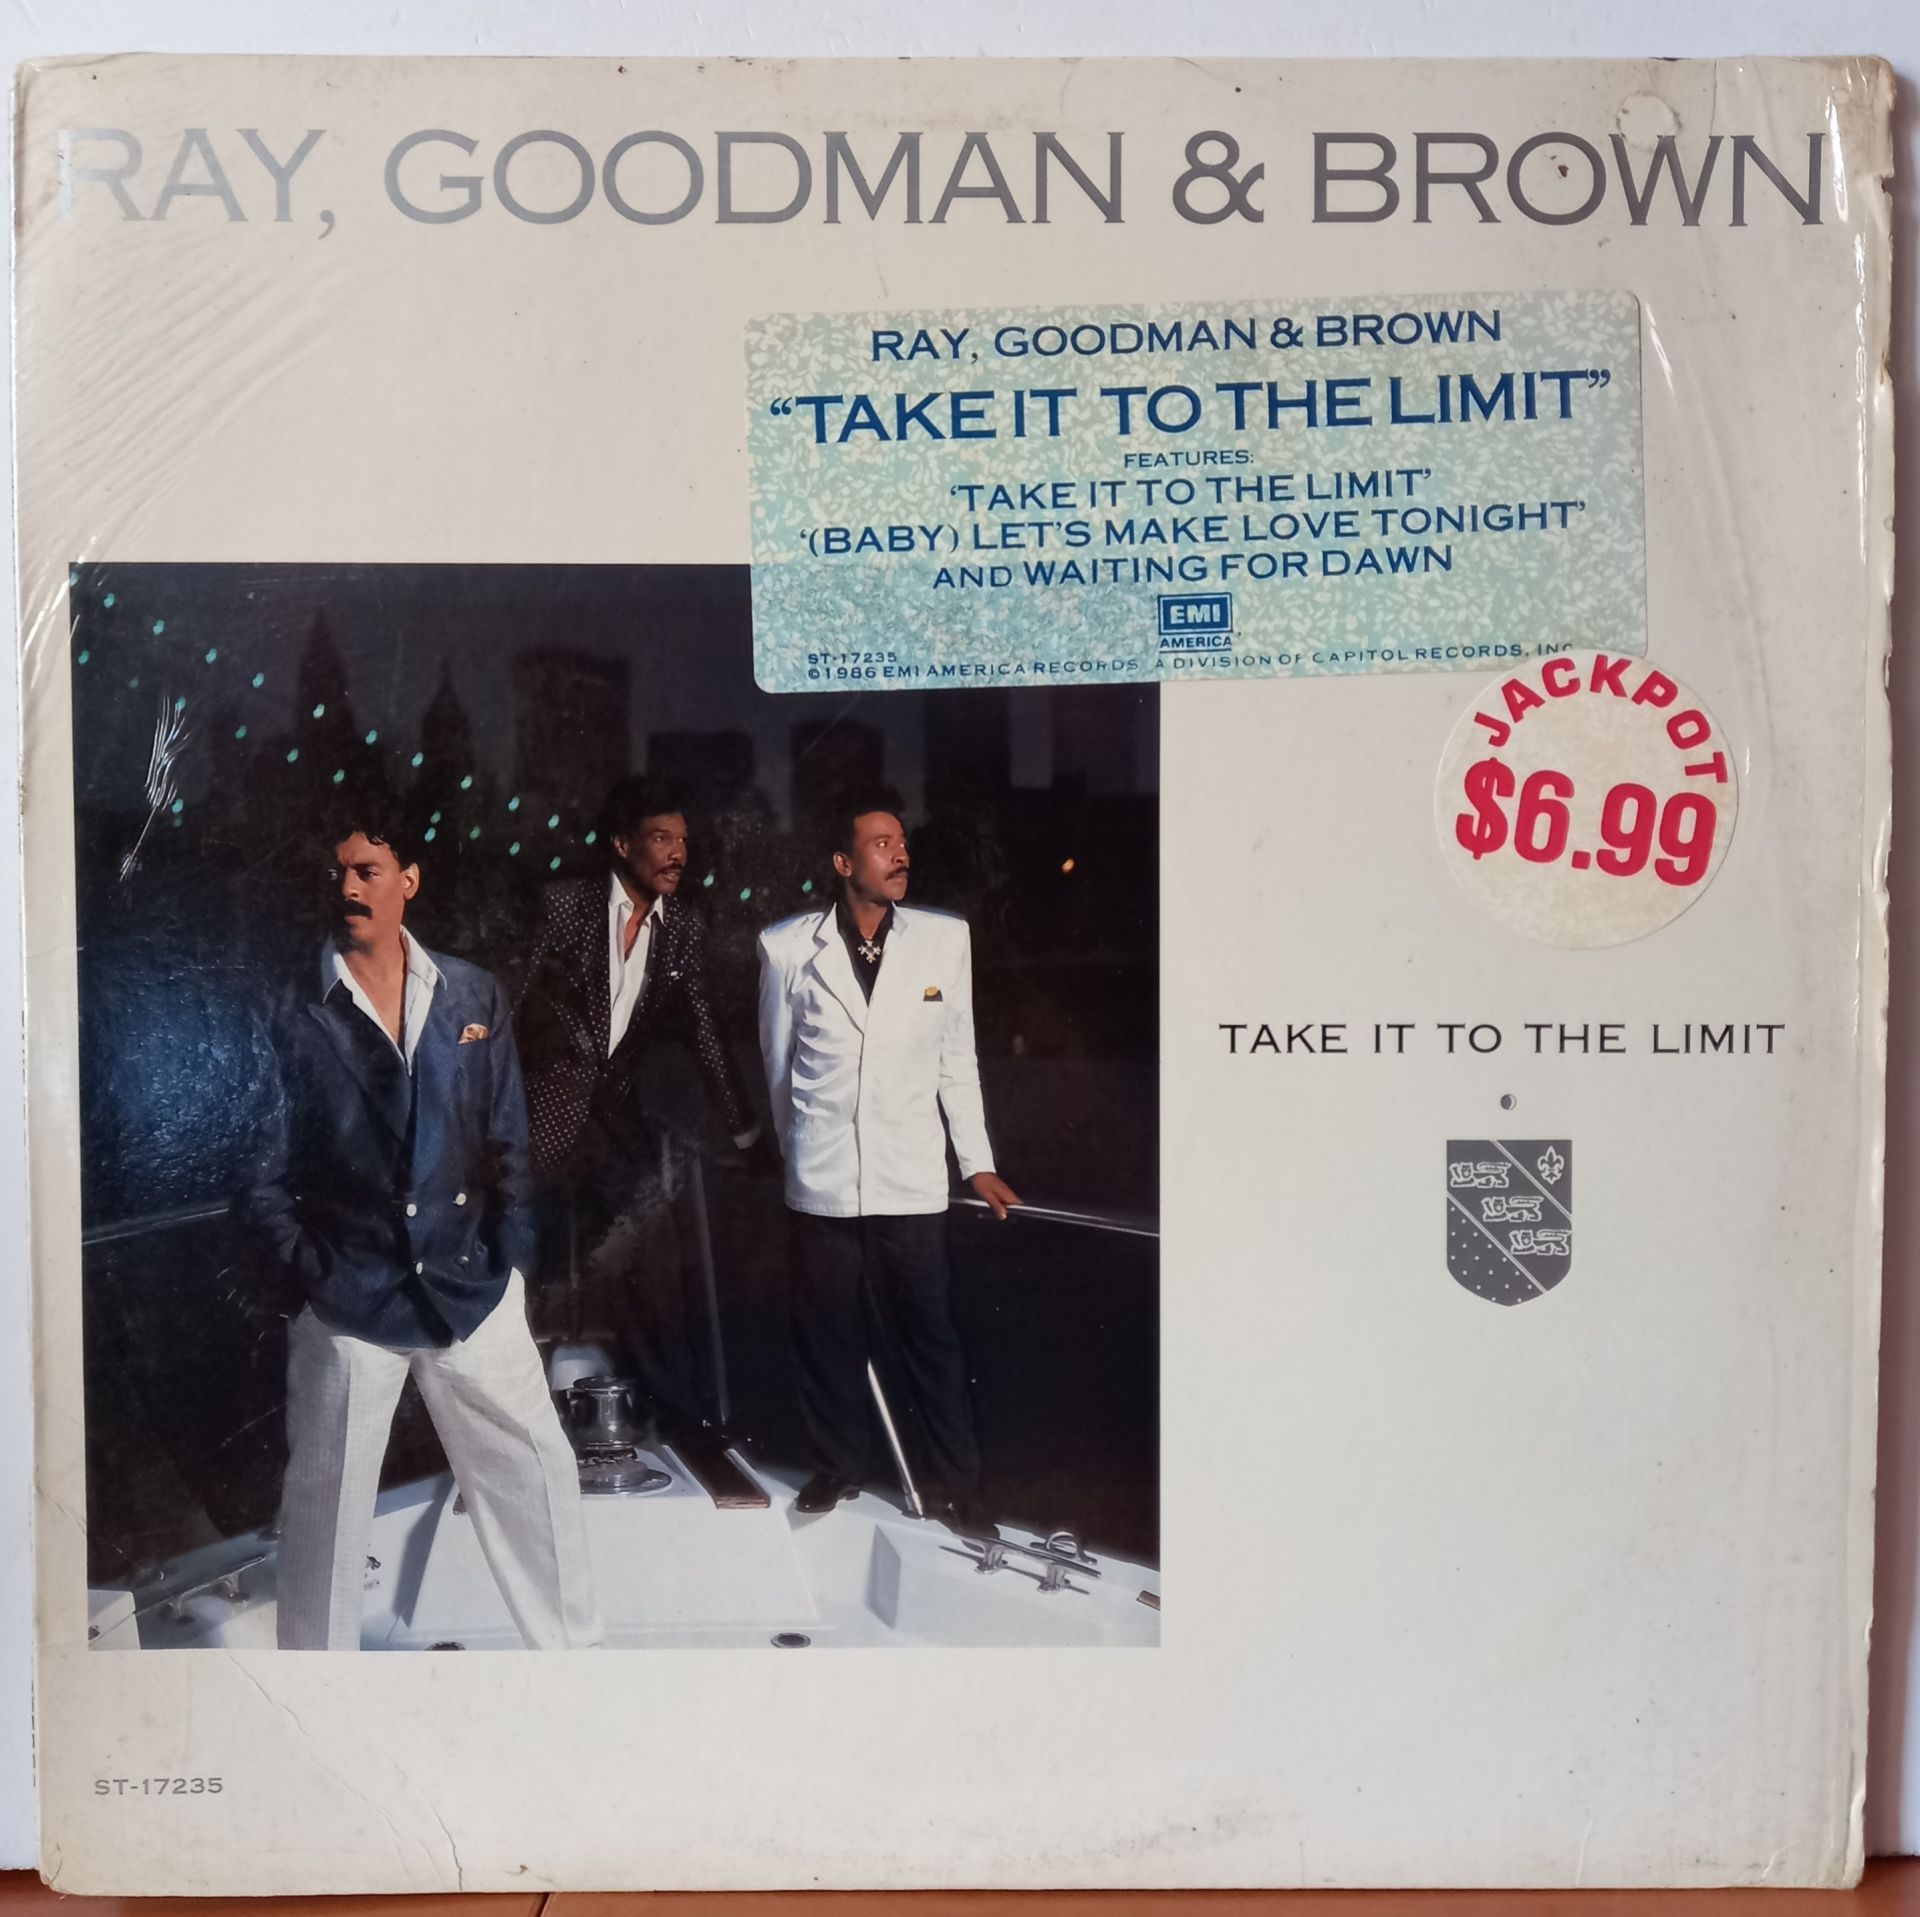 RAY, GOODMAN & BROWN
RAY, GOODMAN & BROWN
“TAKE IT TO THE LIMIT”
FEATURES:
‘TAKE IT TO THE LIMIT’
‘(BABY) LET'S MAKE LOVE TONIGHT’
AND WAITING FOR DAWN
EMI
AMERICA
ST-17235
©1986 EMI AMERICA RECORDS, A DIVISION OF CAPITOL RECORDS, INC.
JACKPOT
$6.99
TAKE IT TO THE LIMIT
ST-17235